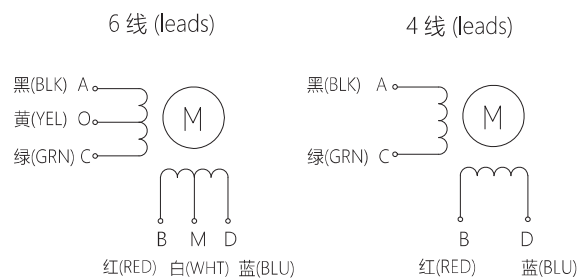 6 线 (leads)
黑(BLK) A
黄(YEL) O
绿(GRN) C
M
B M D
红(RED) 白(WHT) 蓝(BLU)
4 线 (leads)
黑(BLK) A
绿(GRN) C
M
B D
红(RED) 蓝(BLU)